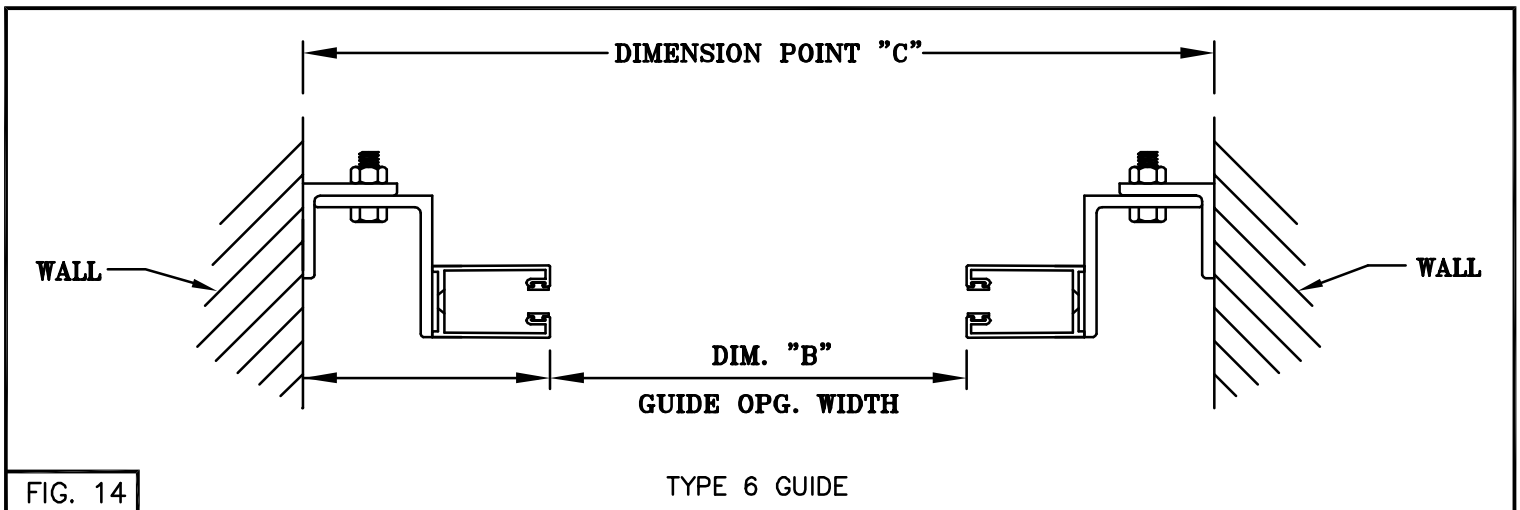 DIMENSION POINT "C"
WALL
WALL
DIM. "B"
GUIDE OPG. WIDTH
FIG. 14
TYPE 6 GUIDE